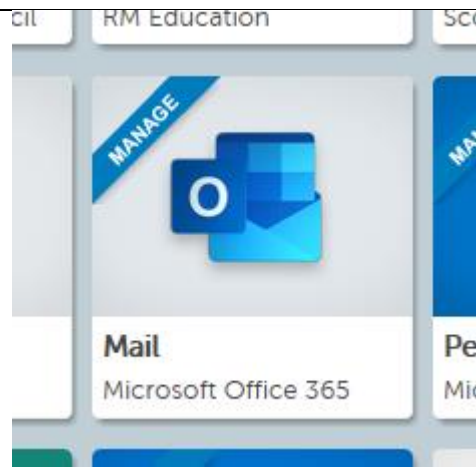 RM Education
MANAGE
O
Mail
Microsoft Office 365